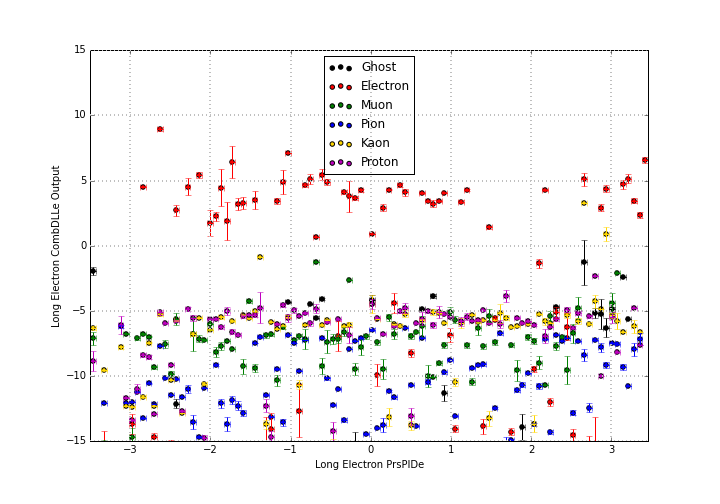 15
10
5
0
−5
−10
−15
Long Electron CombDLLe Output
Ghost
Electron
Muon
Pion
Kaon
Proton
−3 −2 −1 0 1 2 3
Long Electron PrsPIDe